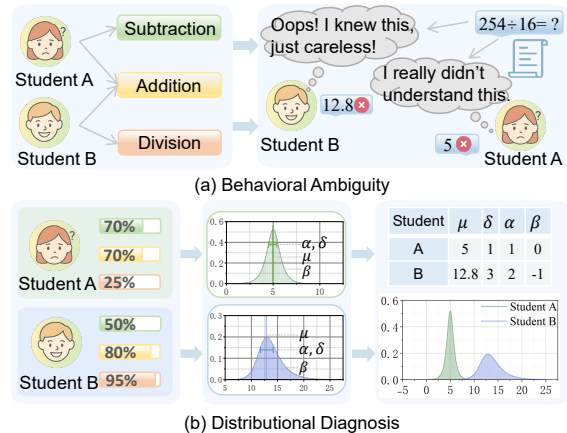 Student A
Student B
Subtraction
Addition
Division
Oops! I knew this,
just careless!
254÷16=?
I really didn't
understand this.
12.8
Student B
5
Student A
(a) Behavioral Ambiguity
70%
70%
25%
Student A
50%
80%
95%
Student B
0.6
0.4
0.2
0.0
0 5 10
α, δ
μ
β
0.3
0.2
0.1
0.0
5 10 15 20 25
μ
α, δ
β
Student μ δ α β
A 5 1 1 0
B 12.8 3 2 -1
0.6
0.4
0.2
0.0
−5 0 5 10 15 20 25
Student A
Student B
(b) Distributional Diagnosis